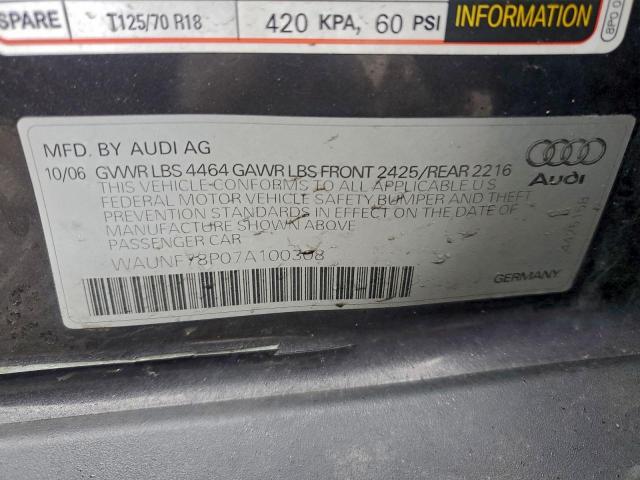 SPARE T125/70 R18 420 KPA, 60 PSI INFORMATION
8P0.0
MFD. BY AUDI AG
10/06 GVWR LBS 4464 GAWR LBS FRONT 2425/REAR 2216
THIS VEHICLE CONFORMS TO ALL APPLICABLE U S
FEDERAL MOTOR VEHICLE SAFETY, BUMPER AND THEFT
PREVENTION STANDARDS IN EFFECT ON THE DATE OF
MANUFACTURE SHOWN ABOVE
PASSENGER CAR
WAUNF78P07A100308
GERMANY
Audi